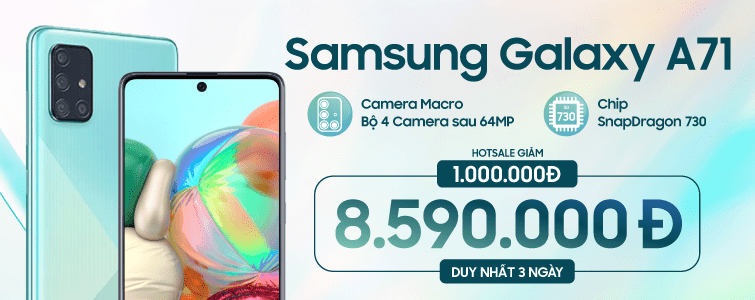 Samsung Galaxy A71
Camera Macro
Bộ 4 Camera sau 64MP
730
Chip
SnapDragon 730
HOTSALE GIẢM
1.000.000Đ
8.590.000 Đ
DUY NHẤT 3 NGÀY